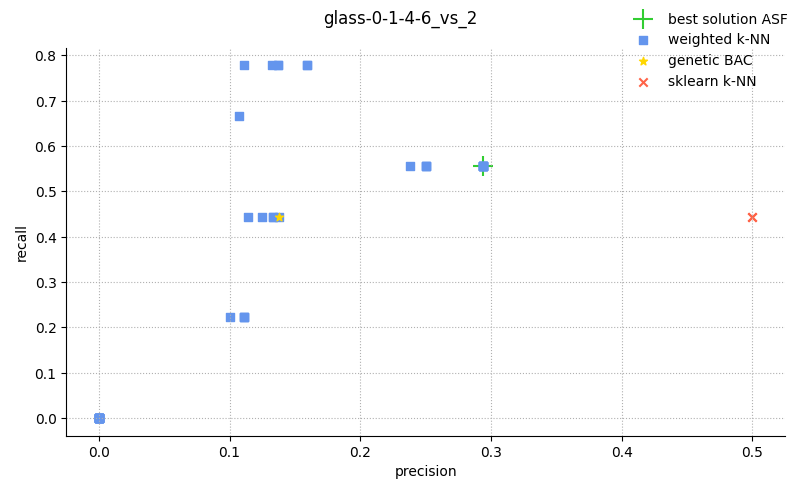 glass-0-1-4-6_vs_2
best solution ASF
weighted k-NN
genetic BAC
sklearn k-NN
0.8
0.7
0.6
0.5
0.4
0.3
0.2
0.1
0.0
recall
0.0 0.1 0.2 0.3 0.4 0.5
precision